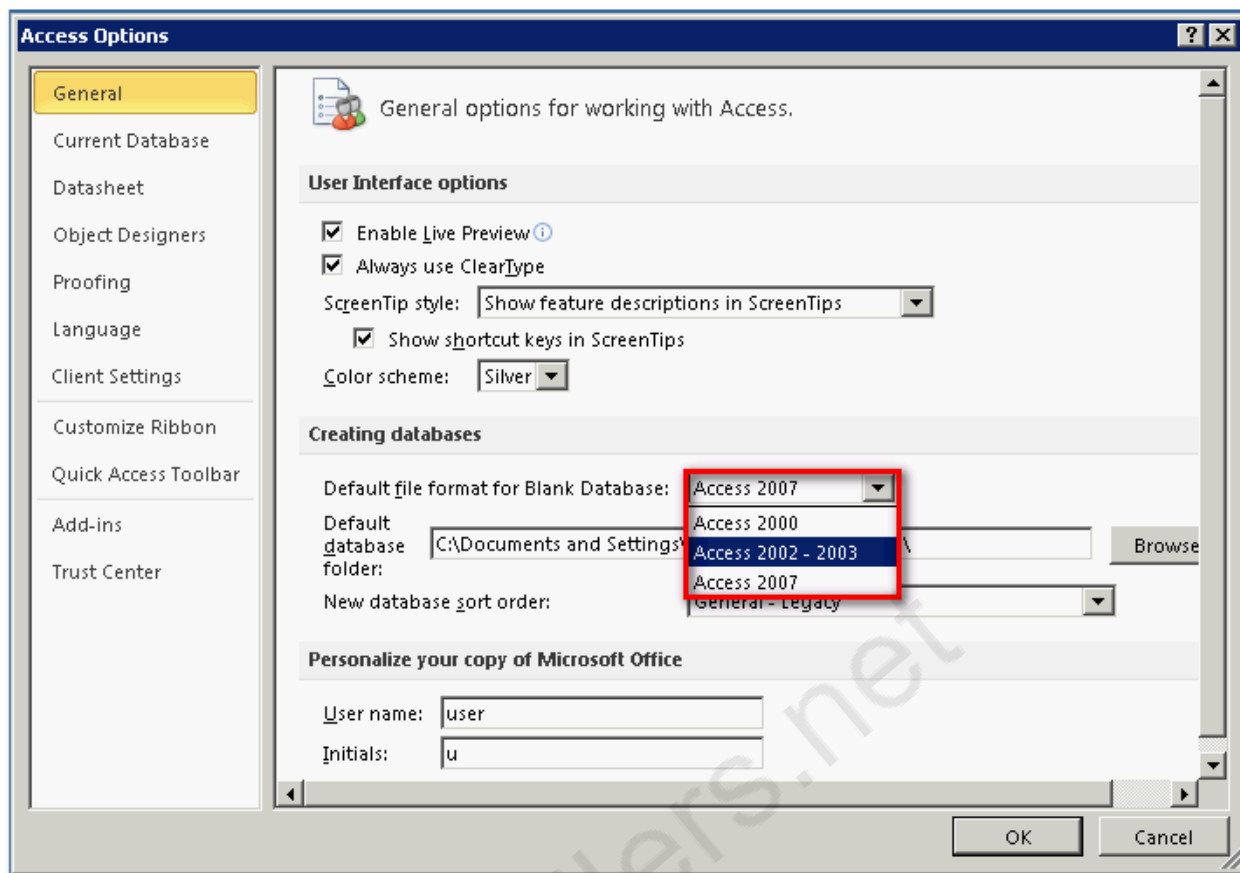 Access Options
General
Current Database
Datasheet
Object Designers
Proofing
Language
Client Settings
Customize Ribbon
Quick Access Toolbar
Add-ins
Trust Center
General options for working with Access.
User Interface options
Enable Live Preview
Always use ClearType
ScreenTip style: Show feature descriptions in ScreenTips
Show shortcut keys in ScreenTips
Color scheme: Silver
Creating databases
Default file format for Blank Database: Access 2007
Access 2000
Access 2002 - 2003
Access 2007
Default
database
folder:
C:\Documents and Settings\ \
Browse
New database sort order: General - Legacy
Personalize your copy of Microsoft Office
User name: user
Initials: u
OK Cancel
lers.net